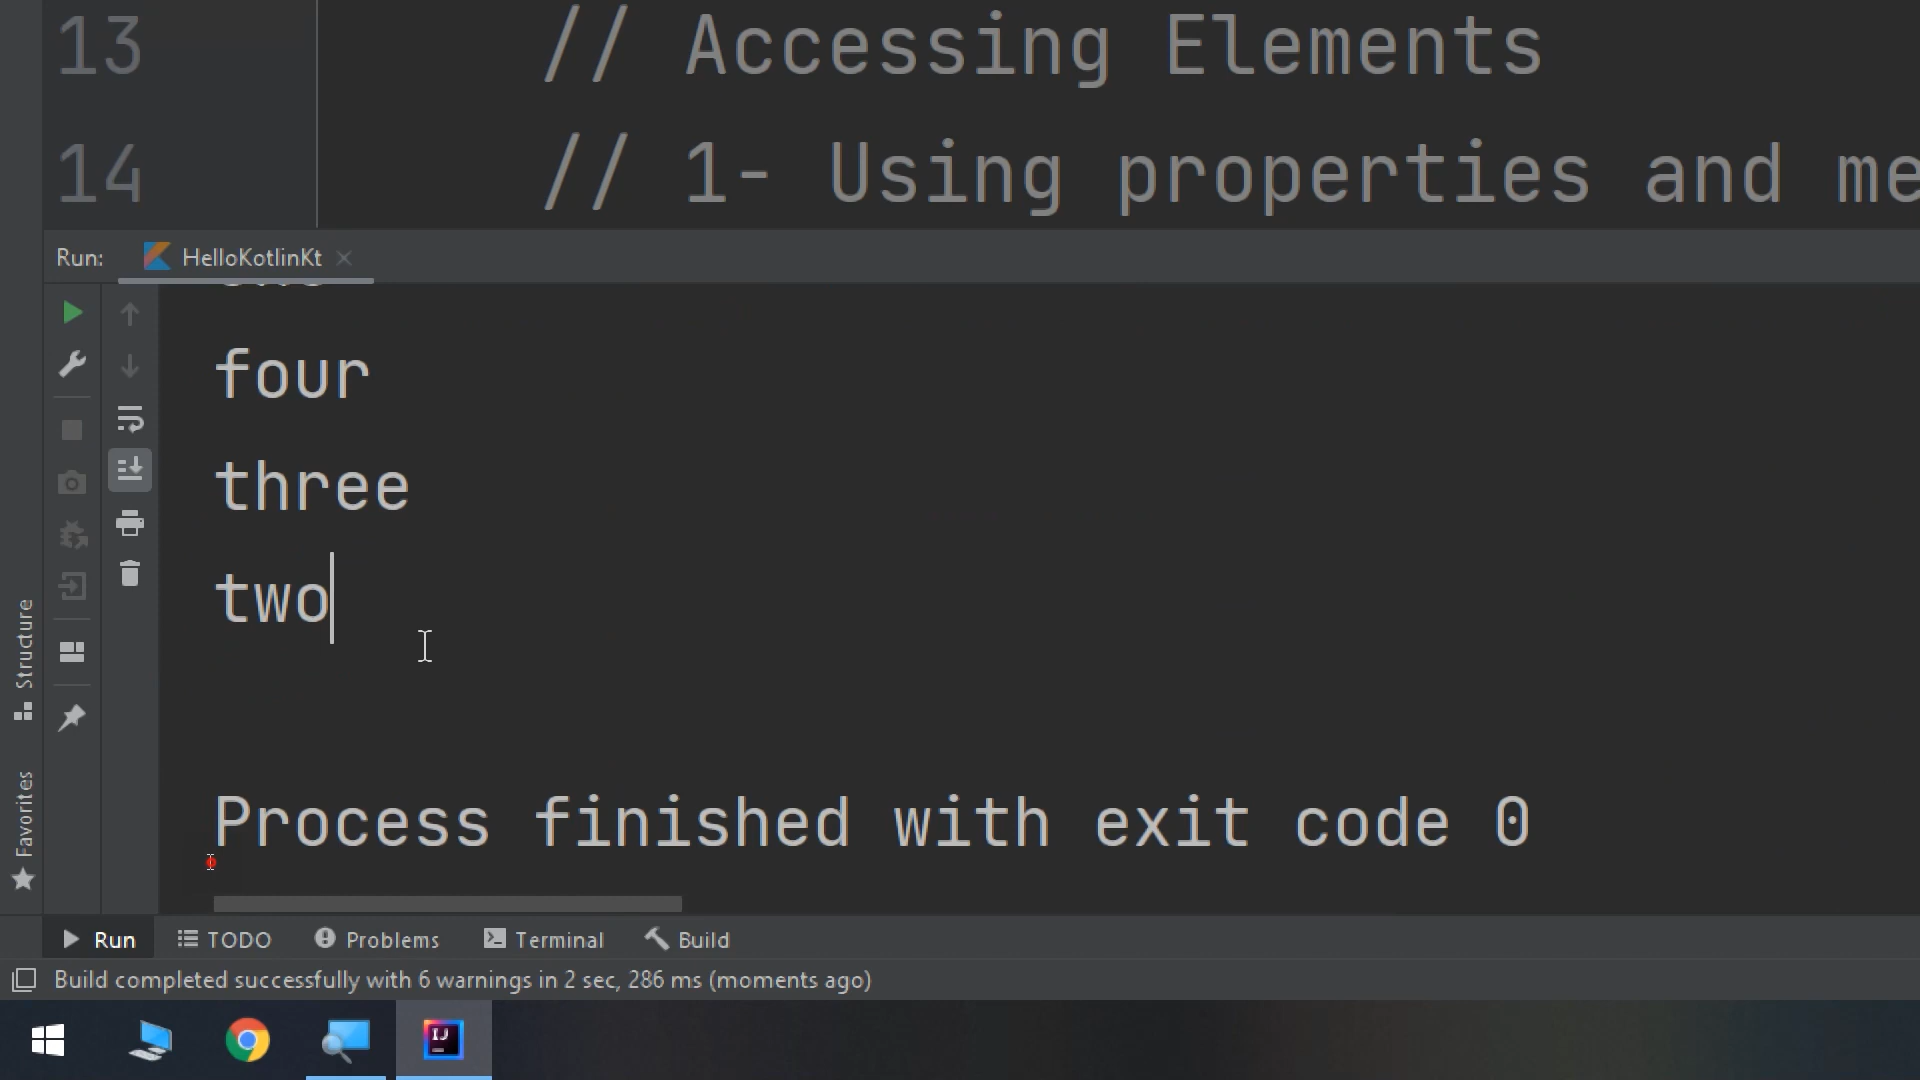 13 // Accessing Elements
14 // 1- Using properties and me
Run: HelloKotlinKt
four
three
two
Process finished with exit code 0
Structure
Favorites
Run TODO Problems Terminal Build
Build completed successfully with 6 warnings in 2 sec, 286 ms (moments ago)
IJ